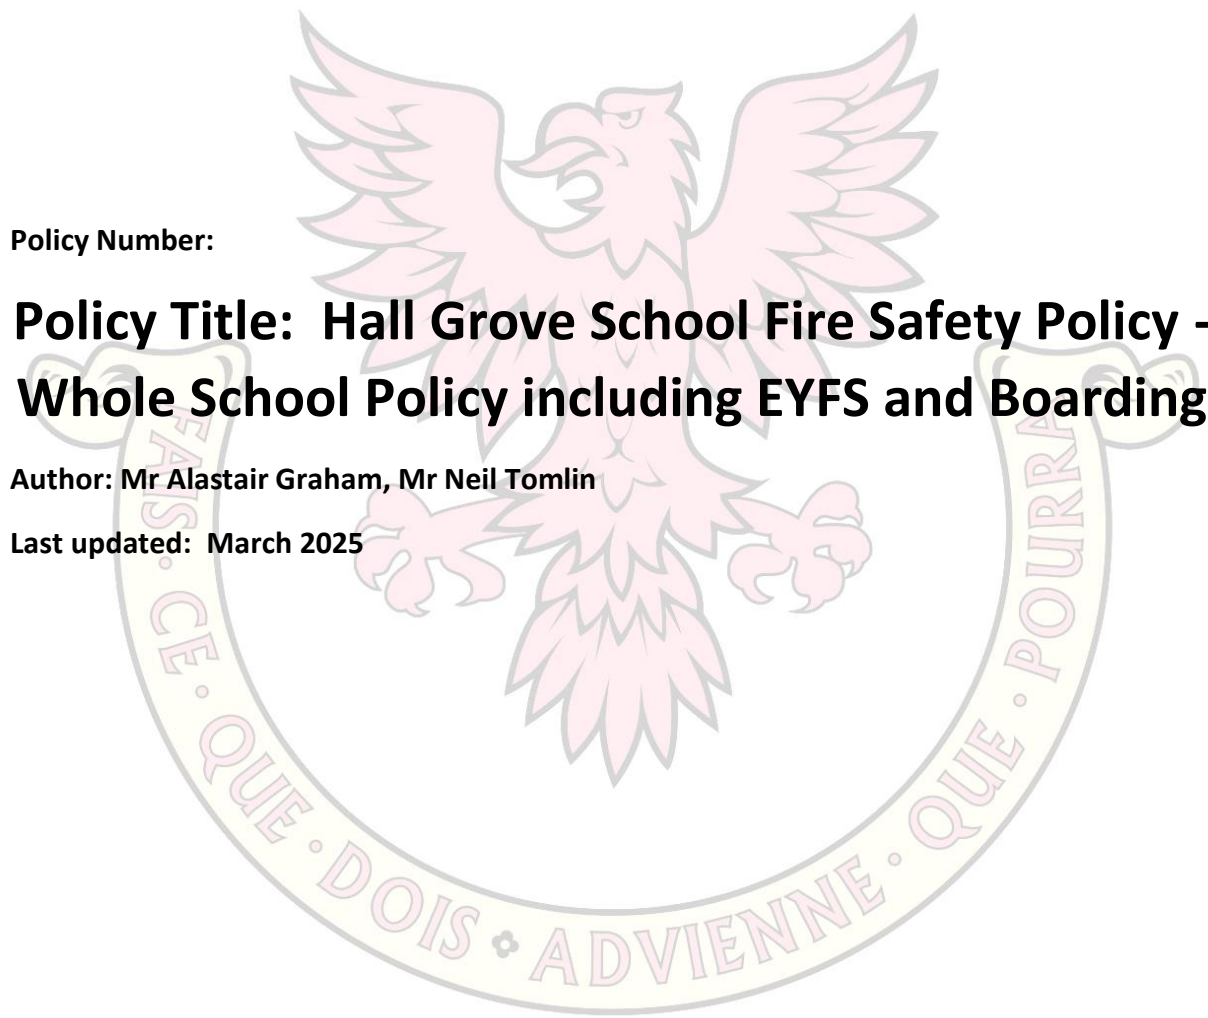 Policy Number:
Policy Title:  Hall Grove School Fire Safety Policy -
Whole School Policy including EYFS and Boarding
Author: Mr Alastair Graham, Mr Neil Tomlin
Last updated:  March 2025
FAIS · CE · QUE · DOIS ADVIENNE · QUE · POURRA